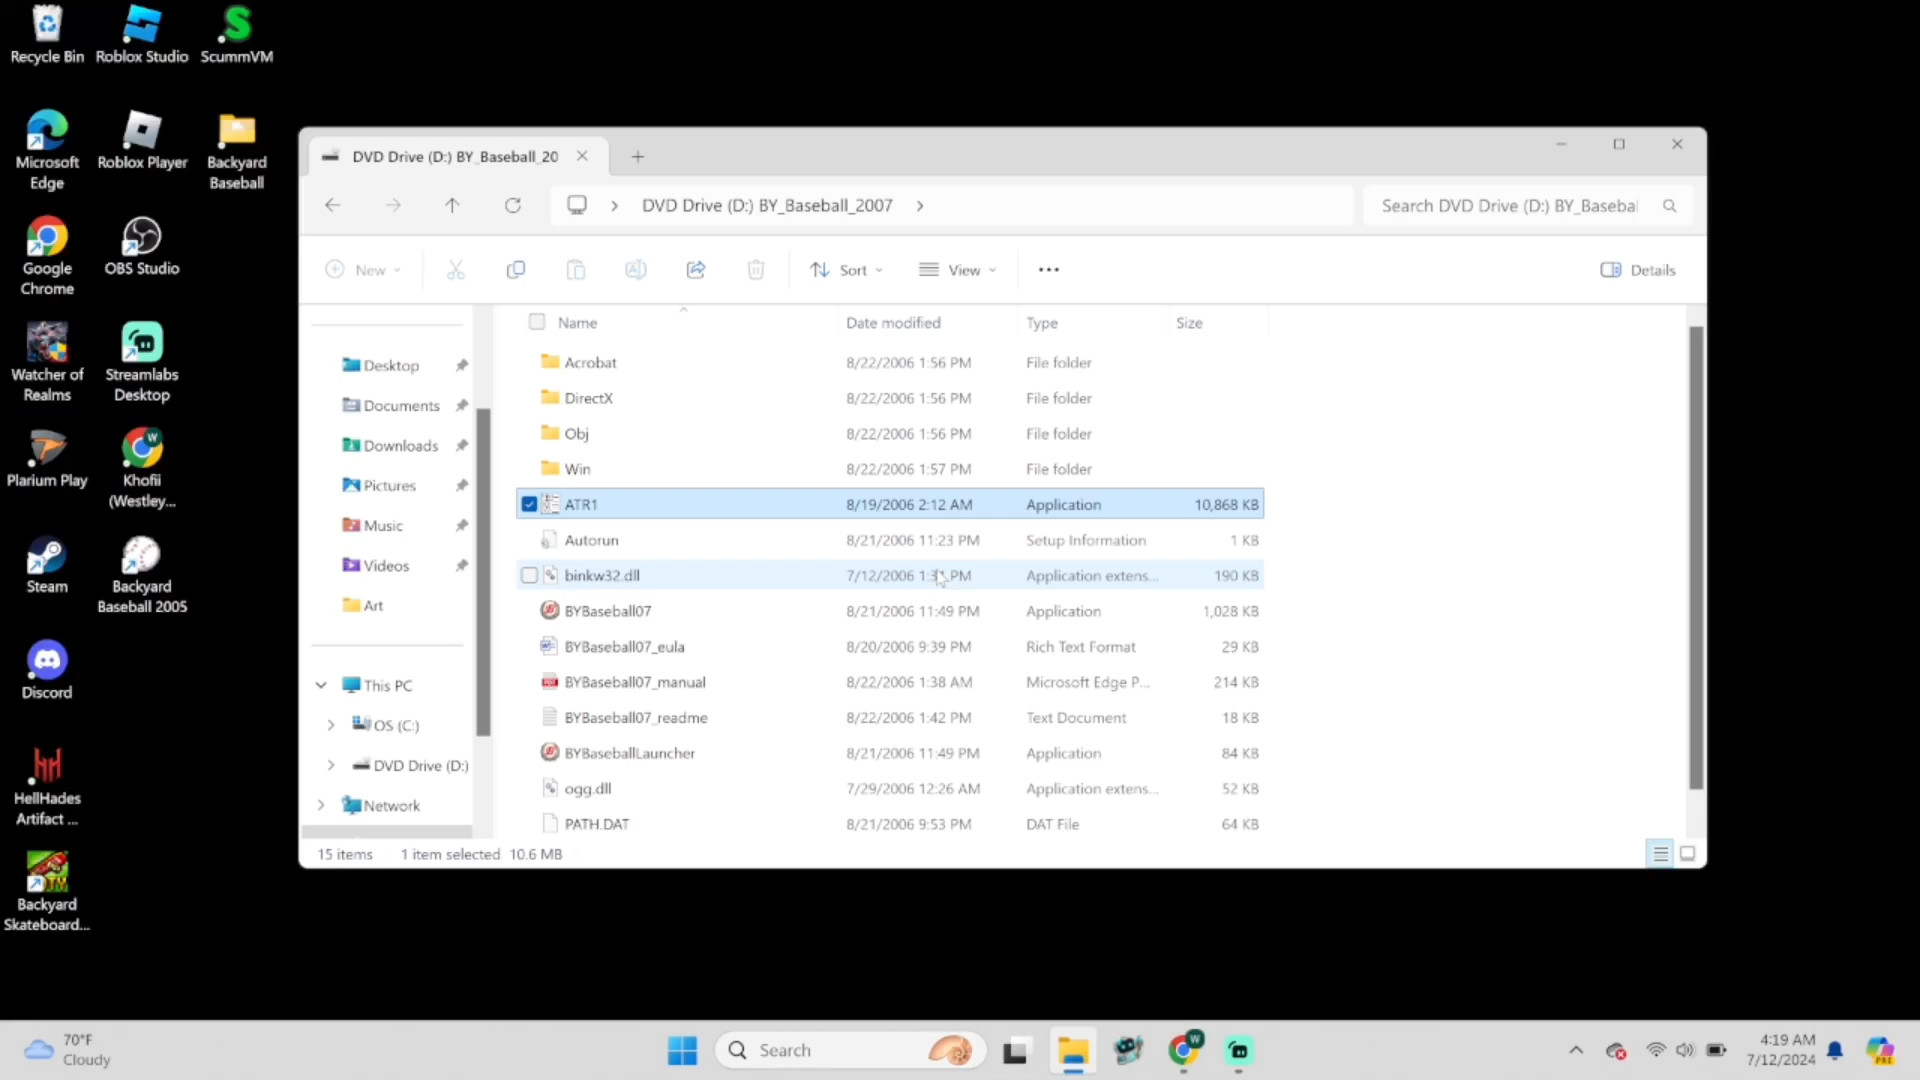 Recycle Bin
Roblox Studio
ScummVM
Microsoft
Edge
Roblox Player
Backyard
Baseball
Google
Chrome
OBS Studio
Watcher of
Realms
Streamlabs
Desktop
Plarium Play
Khofii
(Westley...
Steam
Backyard
Baseball 2005
Discord
HellHades
Artifact ...
Backyard
Skateboard...
DVD Drive (D:) BY_Baseball_20
DVD Drive (D:) BY_Baseball_2007
Search DVD Drive (D:) BY_Basebal
New
Sort
View
Details
Desktop
Documents
Downloads
Pictures
Music
Videos
Art
This PC
OS (C:)
DVD Drive (D:)
Network
Name Date modified Type Size
Acrobat 8/22/2006 1:56 PM File folder
DirectX 8/22/2006 1:56 PM File folder
Obj 8/22/2006 1:56 PM File folder
Win 8/22/2006 1:57 PM File folder
ATR1 8/19/2006 2:12 AM Application 10,868 KB
Autorun 8/21/2006 11:23 PM Setup Information 1 KB
binkw32.dll 7/12/2006 PM Application extens... 190 KB
BYBaseball07 8/21/2006 11:49 PM Application 1,028 KB
BYBaseball07_eula 8/20/2006 9:39 PM Rich Text Format 29 KB
BYBaseball07_manual 8/22/2006 1:38 AM Microsoft Edge P... 214 KB
BYBaseball07_readme 8/22/2006 1:42 PM Text Document 18 KB
BYBaseballLauncher 8/21/2006 11:49 PM Application 84 KB
ogg.dll 7/29/2006 12:26 AM Application extens... 52 KB
PATH.DAT 8/21/2006 9:53 PM DAT File 64 KB
15 items 1 item selected 10.6 MB
70°F
Cloudy
Search
4:19 AM
7/12/2024